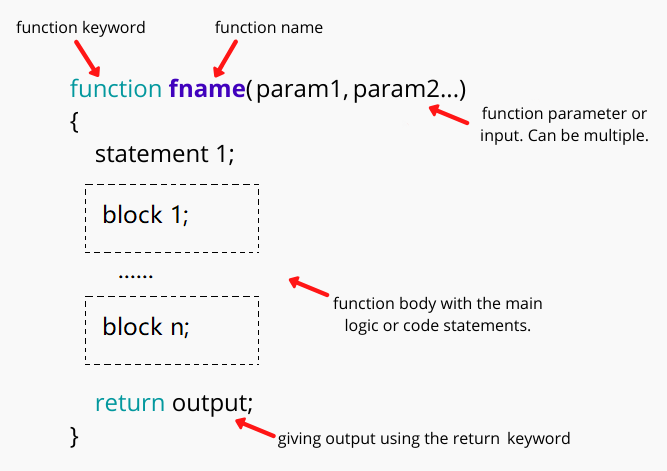 function keyword
function name
function fname(param1, param2...)
function parameter or
input. Can be multiple.
{
statement 1;
block 1;
......
function body with the main
logic or code statements.
block n;
return output;
}
giving output using the return keyword